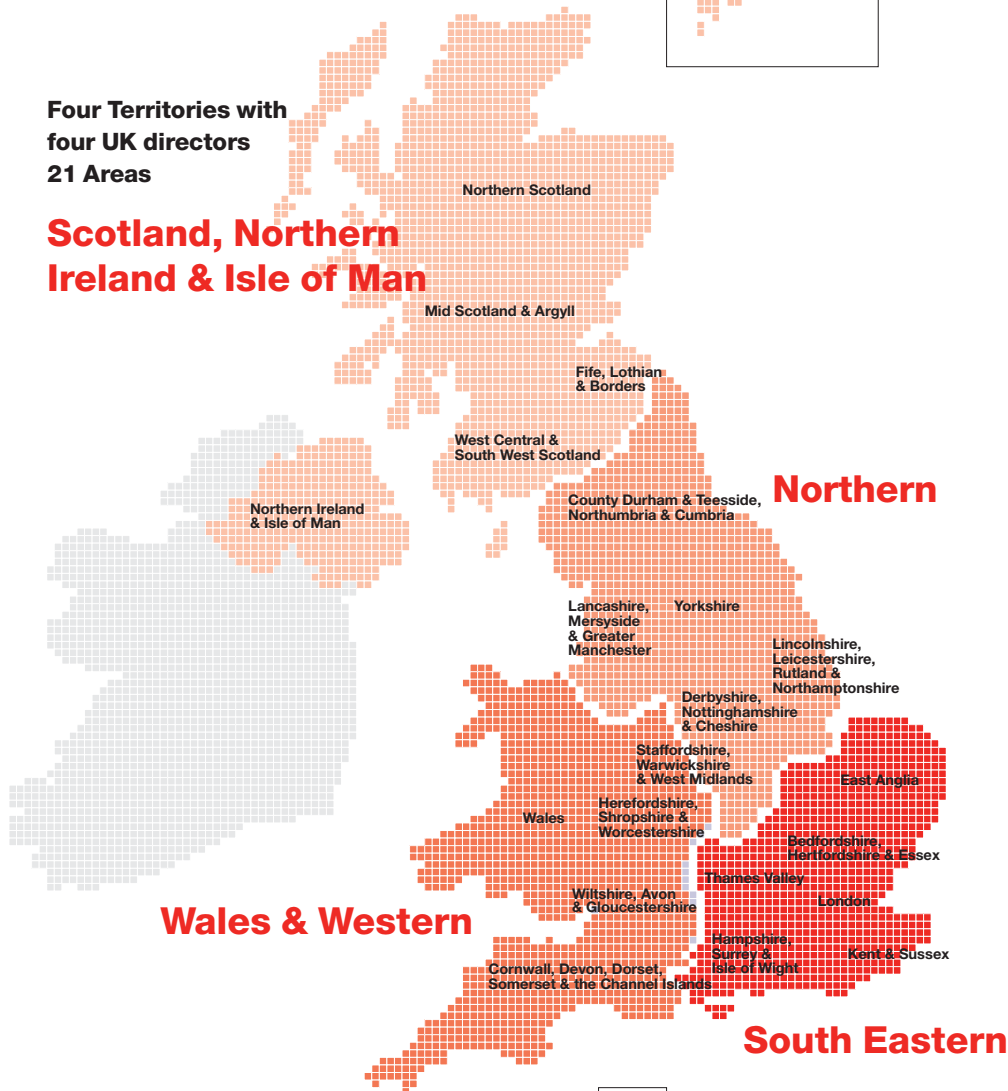 Four Territories with
four UK directors
21 Areas
Scotland, Northern
Ireland & Isle of Man
Northern Scotland
Mid Scotland & Argyll
Fife, Lothian
& Borders
West Central &
South West Scotland
Northern Ireland
& Isle of Man
Northern
County Durham & Teesside,
Northumbria & Cumbria
Lancashire,
Mersyside
& Greater
Manchester
Yorkshire
Lincolnshire,
Leicestershire,
Rutland &
Northamptonshire
Derbyshire,
Nottinghamshire
& Cheshire
Staffordshire,
Warwickshire
& West Midlands
Herefordshire,
Shropshire &
Worcestershire
Wales
East Anglia
Bedfordshire,
Hertfordshire & Essex
Thames Valley
London
Wiltshire, Avon
& Gloucestershire
Wales & Western
Hampshire,
Surrey &
Isle of Wight
Kent & Sussex
Cornwall, Devon, Dorset,
Somerset & the Channel Islands
South Eastern